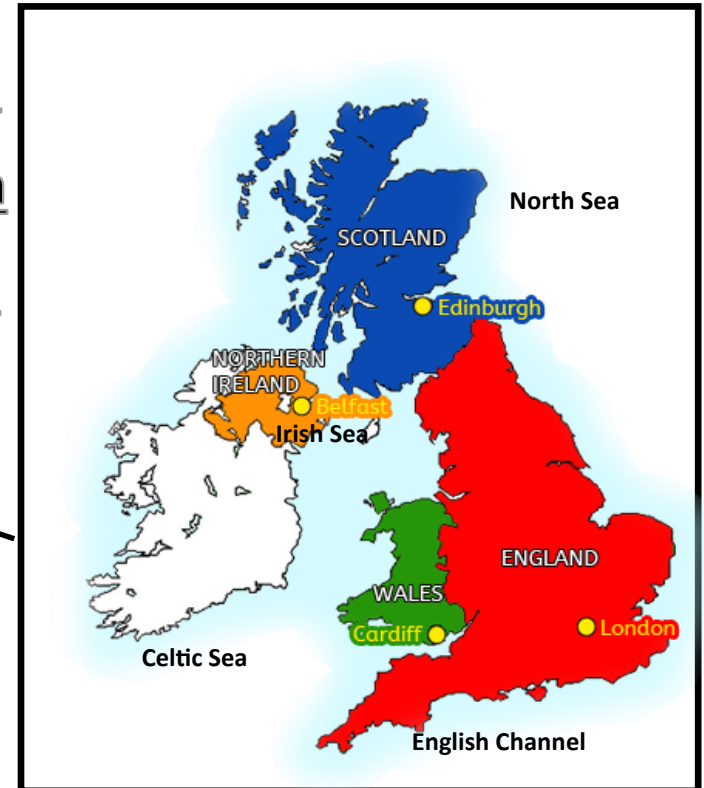 North Sea
SCOTLAND
Edinburgh
NORTHERN
IRELAND
Belfast
Irish Sea
ENGLAND
WALES
Cardiff
London
Celtic Sea
English Channel